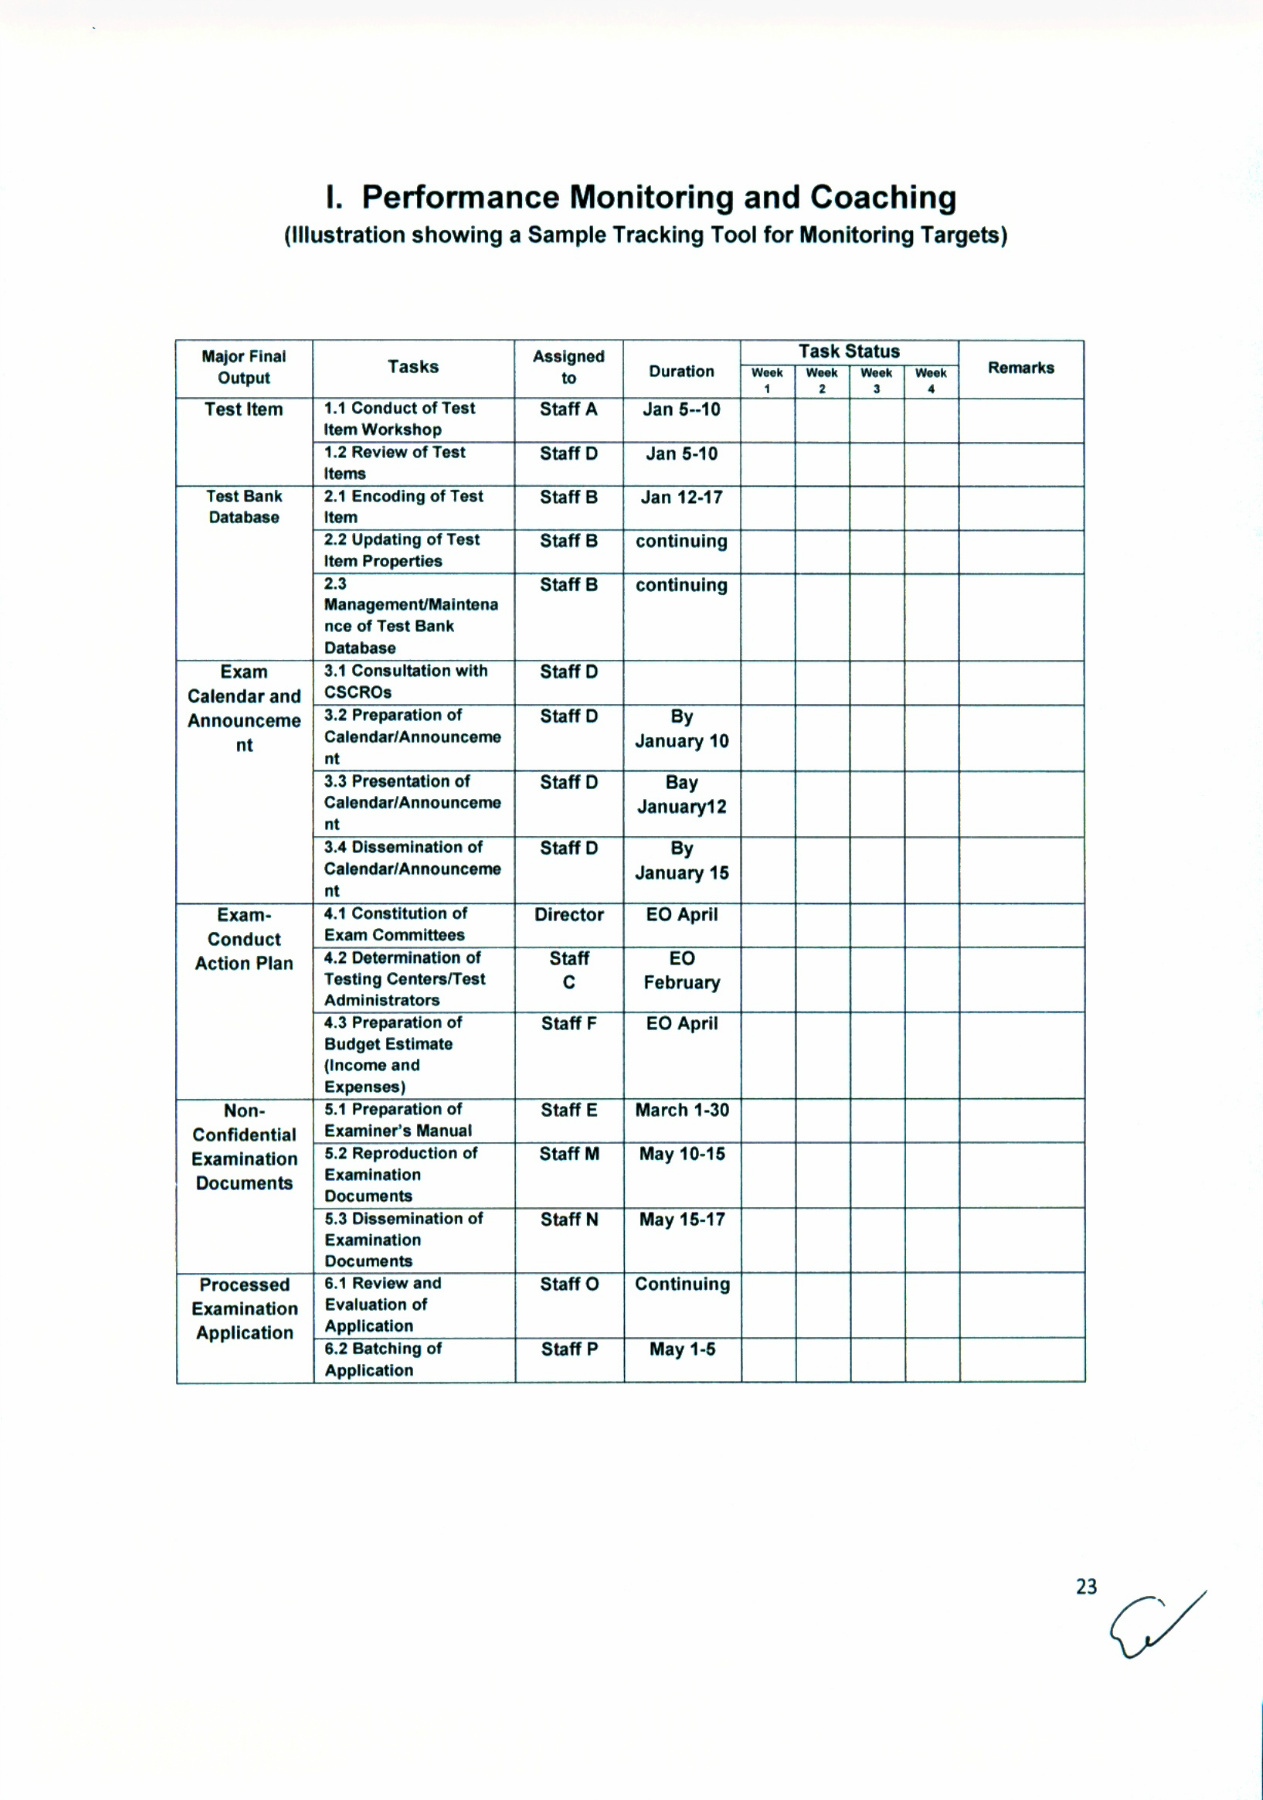 I. Performance Monitoring and Coaching
(Illustration showing a Sample Tracking Tool for Monitoring Targets)
Major Final
Output
Tasks
Assigned
to
Duration
Task Status
Week
1
Week
2
Week
3
Week
4
Remarks
Test Item
1.1 Conduct of Test
Item Workshop
Staff A
Jan 5--10
1.2 Review of Test
Items
Staff D
Jan 5-10
Test Bank
Database
2.1 Encoding of Test
Item
Staff B
Jan 12-17
2.2 Updating of Test
Item Properties
Staff B
continuing
2.3
Management/Maintena
nce of Test Bank
Database
Staff B
continuing
Exam
Calendar and
Announceme
nt
3.1 Consultation with
CSCROs
Staff D
3.2 Preparation of
Calendar/Announceme
nt
Staff D
By
January 10
3.3 Presentation of
Calendar/Announceme
nt
Staff D
Bay
January12
3.4 Dissemination of
Calendar/Announceme
nt
Staff D
By
January 15
Exam-
Conduct
Action Plan
4.1 Constitution of
Exam Committees
Director
EO April
4.2 Determination of
Testing Centers/Test
Administrators
Staff
C
EO
February
4.3 Preparation of
Budget Estimate
(Income and
Expenses)
Staff F
EO April
Non-
Confidential
Examination
Documents
5.1 Preparation of
Examiner's Manual
Staff E
March 1-30
5.2 Reproduction of
Examination
Documents
Staff M
May 10-15
5.3 Dissemination of
Examination
Documents
Staff N
May 15-17
Processed
Examination
Application
6.1 Review and
Evaluation of
Application
Staff O
Continuing
6.2 Batching of
Application
Staff P
May 1-5
23